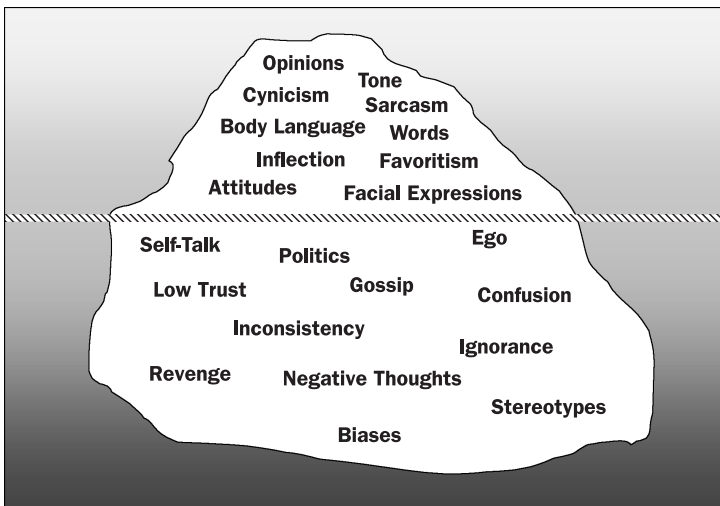 Opinions
Tone
Cynicism
Sarcasm
Body Language
Words
Inflection
Favoritism
Attitudes
Facial Expressions
Self-Talk
Ego
Politics
Low Trust
Gossip
Confusion
Inconsistency
Ignorance
Revenge
Negative Thoughts
Stereotypes
Biases